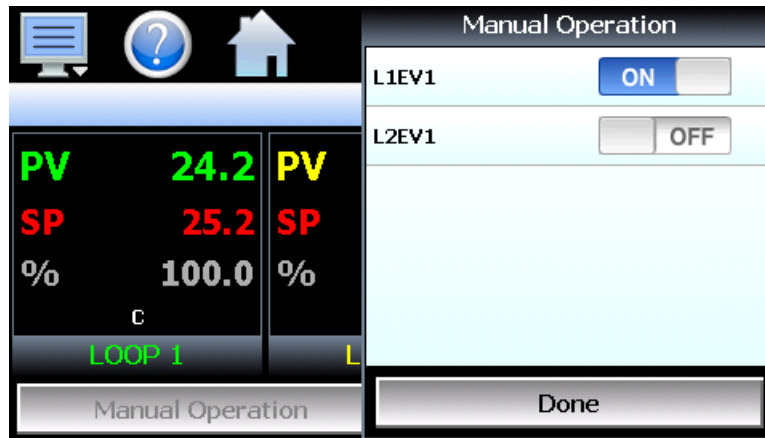 ?
PV 24.2 PV
SP 25.2 SP
% 100.0 %
C
LOOP 1 L
Manual Operation
Manual Operation
L1EV1 ON
L2EV1 OFF
Done